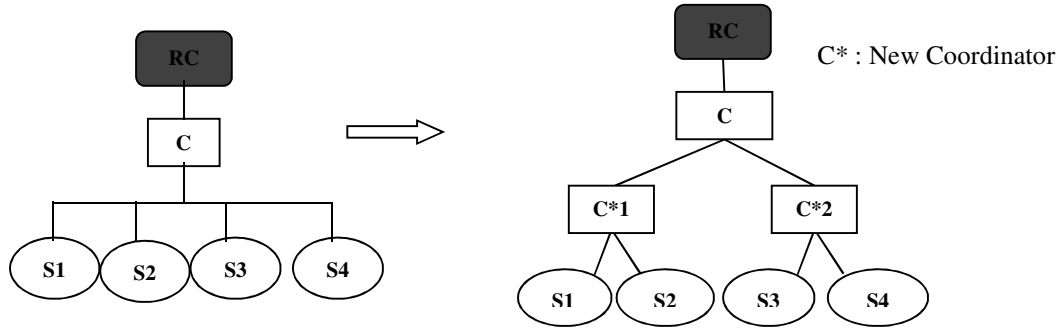 RC
C
S1 S2 S3 S4
RC
C* : New Coordinator
C
C*1 C*2
S1 S2 S3 S4